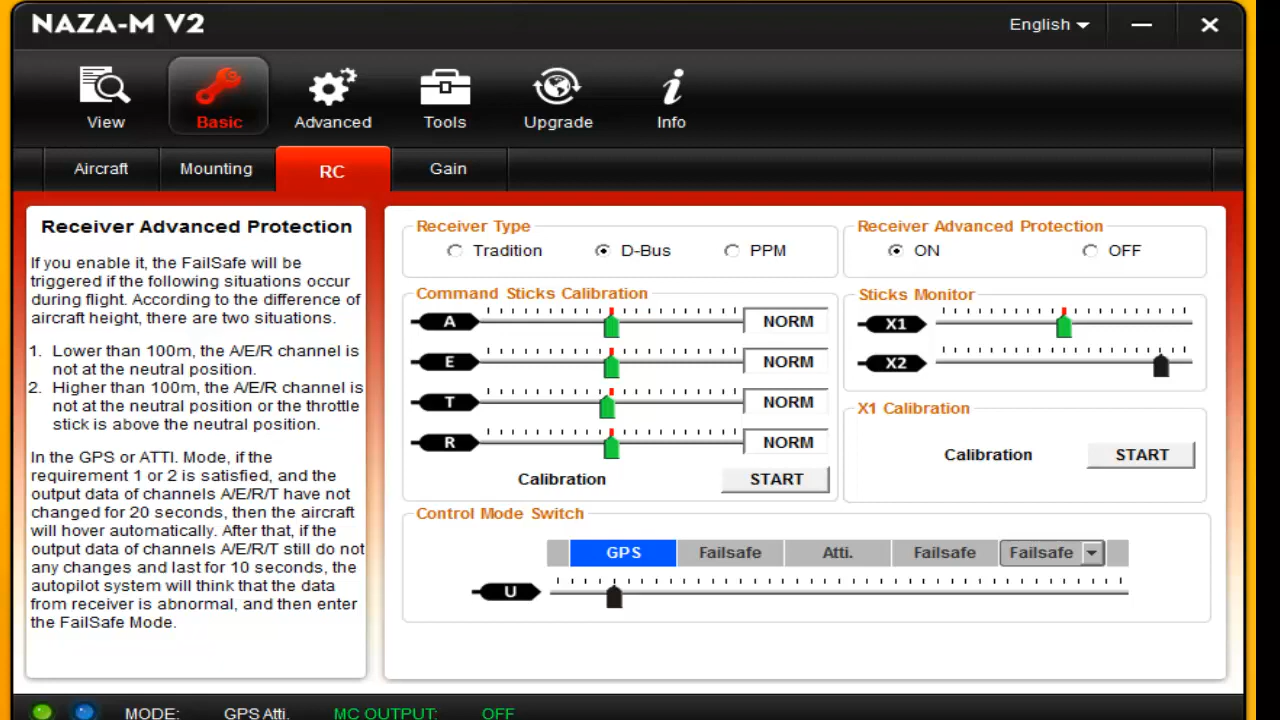 NAZA-M V2
English
View
Basic
Advanced
Tools
Upgrade
Info
Aircraft
Mounting
RC
Gain
Receiver Advanced Protection
If you enable it, the FailSafe will be
triggered if the following situations occur
during flight. According to the difference of
aircraft height, there are two situations.
1. Lower than 100m, the A/E/R channel is
not at the neutral position.
2. Higher than 100m, the A/E/R channel is
not at the neutral position or the throttle
stick is above the neutral position.
In the GPS or ATTI. Mode, if the
requirement 1 or 2 is satisfied, and the
output data of channels A/E/R/T have not
changed for 20 seconds, then the aircraft
will hover automatically. After that, if the
output data of channels A/E/R/T still do not
any changes and last for 10 seconds, the
autopilot system will think that the data
from receiver is abnormal, and then enter
the FailSafe Mode.
Receiver Type
Tradition D-Bus PPM
Receiver Advanced Protection
ON OFF
Command Sticks Calibration
A NORM
E NORM
T NORM
R NORM
Calibration START
Sticks Monitor
X1
X2
X1 Calibration
Calibration START
Control Mode Switch
GPS Failsafe Atti. Failsafe Failsafe
U
MODE: GPS Atti. MC OUTPUT: OFF